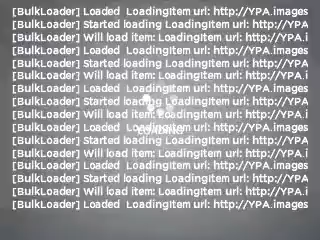 [BulkLoader] Loaded LoadingItem url: http://YPA.images
[BulkLoader] Started loading LoadingItem url: http://YPA
[BulkLoader] Will load item: LoadingItem url: http://YPA.i
[BulkLoader] Loaded LoadingItem url: http://YPA.images
[BulkLoader] Started loading LoadingItem url: http://YPA
[BulkLoader] Will load item: LoadingItem url: http://YPA.i
[BulkLoader] Loaded LoadingItem url: http://YPA.images
[BulkLoader] Started loading LoadingItem url: http://YPA
[BulkLoader] Will load item: LoadingItem url: http://YPA.i
[BulkLoader] Loaded LoadingItem url: http://YPA.images
LOADING
[BulkLoader] Started loading LoadingItem url: http://YPA
[BulkLoader] Will load item: LoadingItem url: http://YPA.i
[BulkLoader] Loaded LoadingItem url: http://YPA.images
[BulkLoader] Started loading LoadingItem url: http://YPA
[BulkLoader] Will load item: LoadingItem url: http://YPA.i
[BulkLoader] Loaded LoadingItem url: http://YPA.images